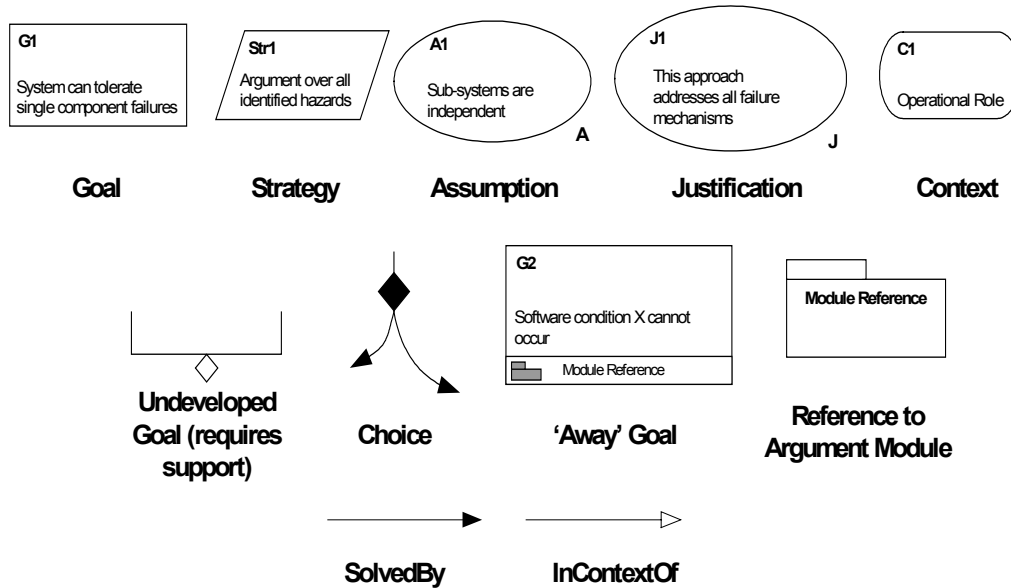 G1
System can tolerate
single component failures
Goal
Str1
Argument over all
identified hazards
Strategy
A1
Sub-systems are
independent
A
Assumption
J1
This approach
addresses all failure
mechanisms
J
Justification
C1
Operational Role
Context
Undeveloped
Goal (requires
support)
Choice
G2
Software condition X cannot
occur
Module Reference
'Away' Goal
Module Reference
Reference to
Argument Module
SolvedBy
InContextOf